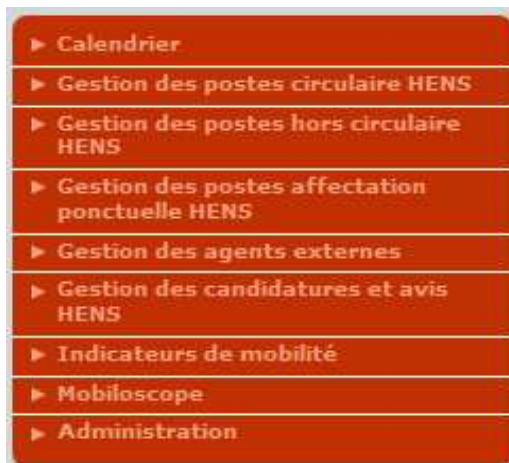 Calendrier
Gestion des postes circulaire HENS
Gestion des postes hors circulaire
HENS
Gestion des postes affectation
ponctuelle HENS
Gestion des agents externes
Gestion des candidatures et avis
HENS
Indicateurs de mobilité
Mobiloscope
Administration